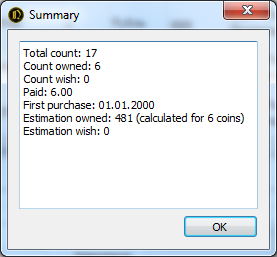 Summary
Total count: 17
Count owned: 6
Count wish: 0
Paid: 6.00
First purchase: 01.01.2000
Estimation owned: 481 (calculated for 6 coins)
Estimation wish: 0
OK